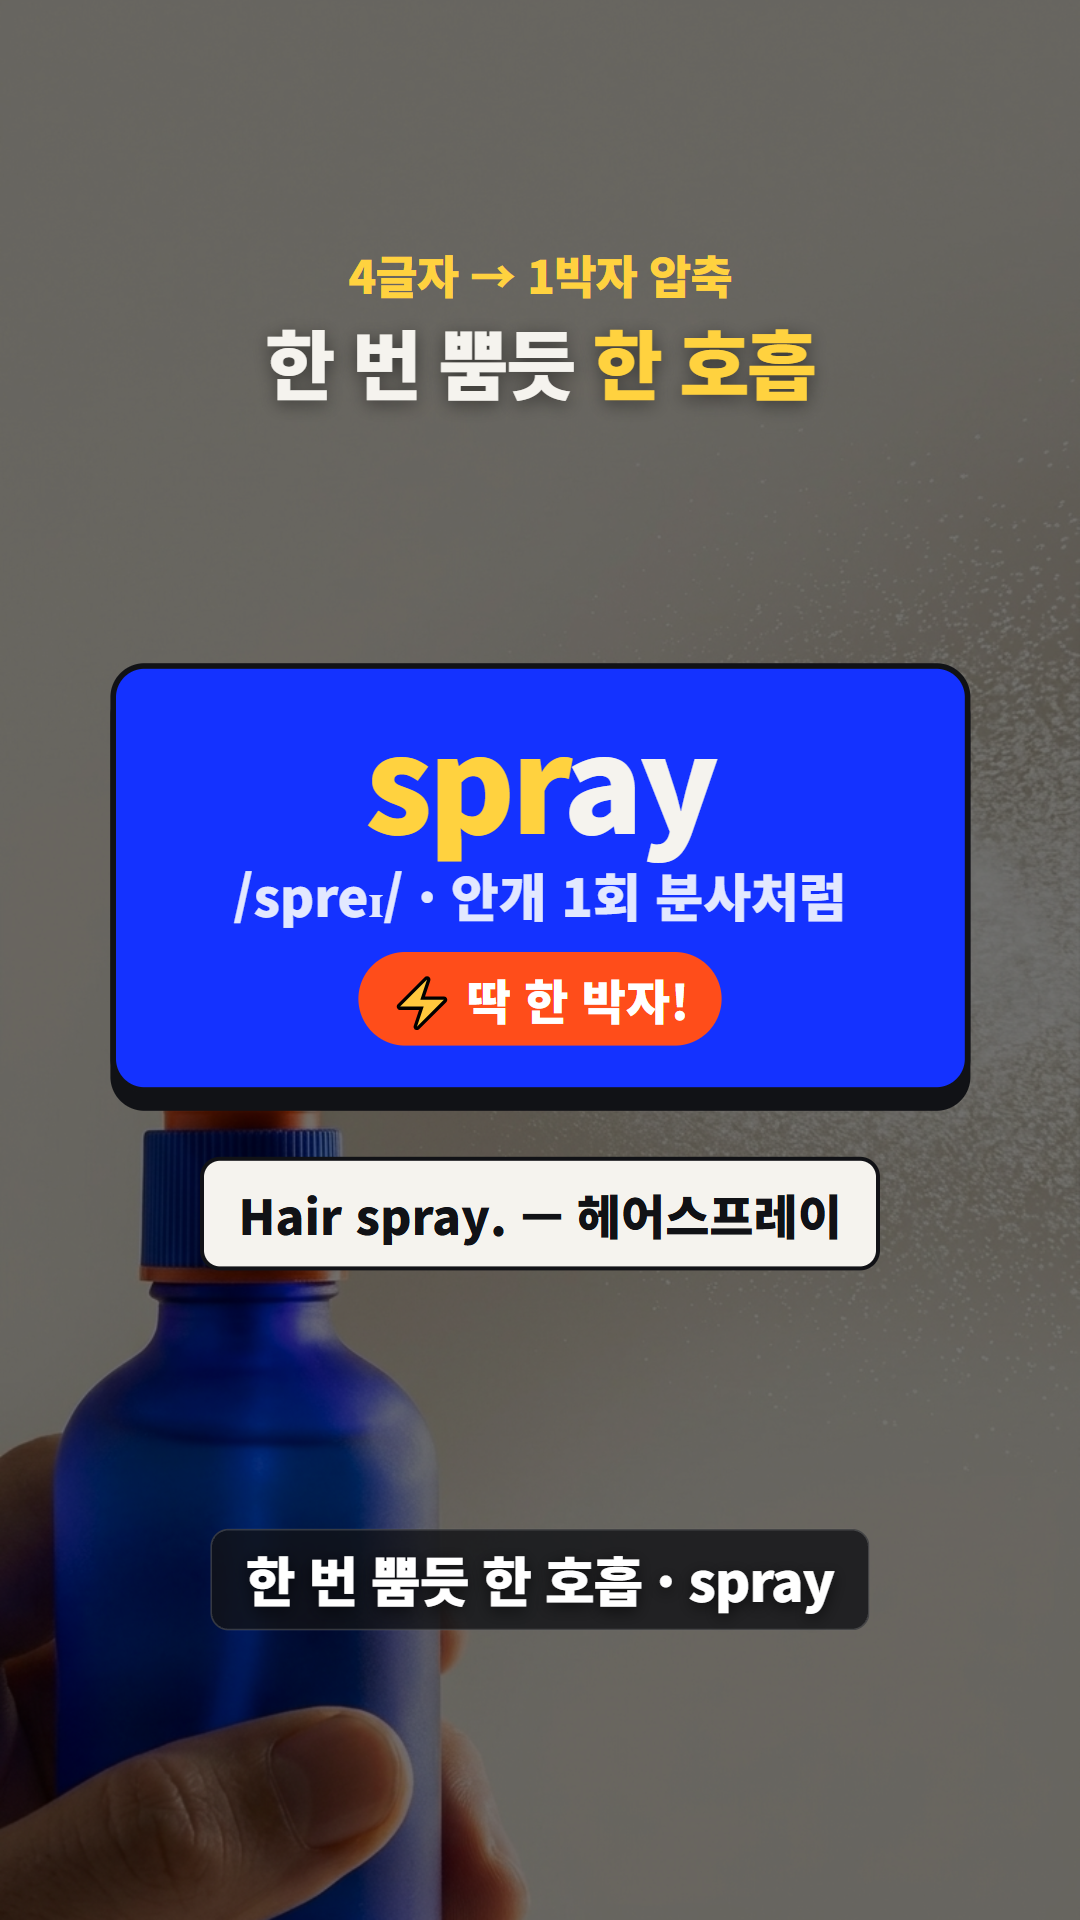 4글자 → 1박자 압축
한 번 뿜듯 한 호흡
spray
/spreɪ/ · 안개 1회 분사처럼
⚡ 딱 한 박자!
Hair spray. — 헤어스프레이
한 번 뿜듯 한 호흡 · spray